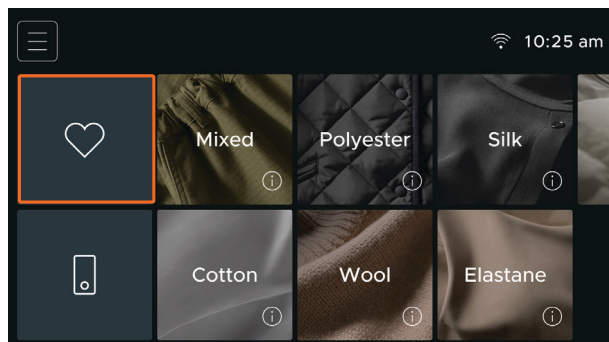 10:25 am
Mixed
Polyester
Silk
Cotton
Wool
Elastane